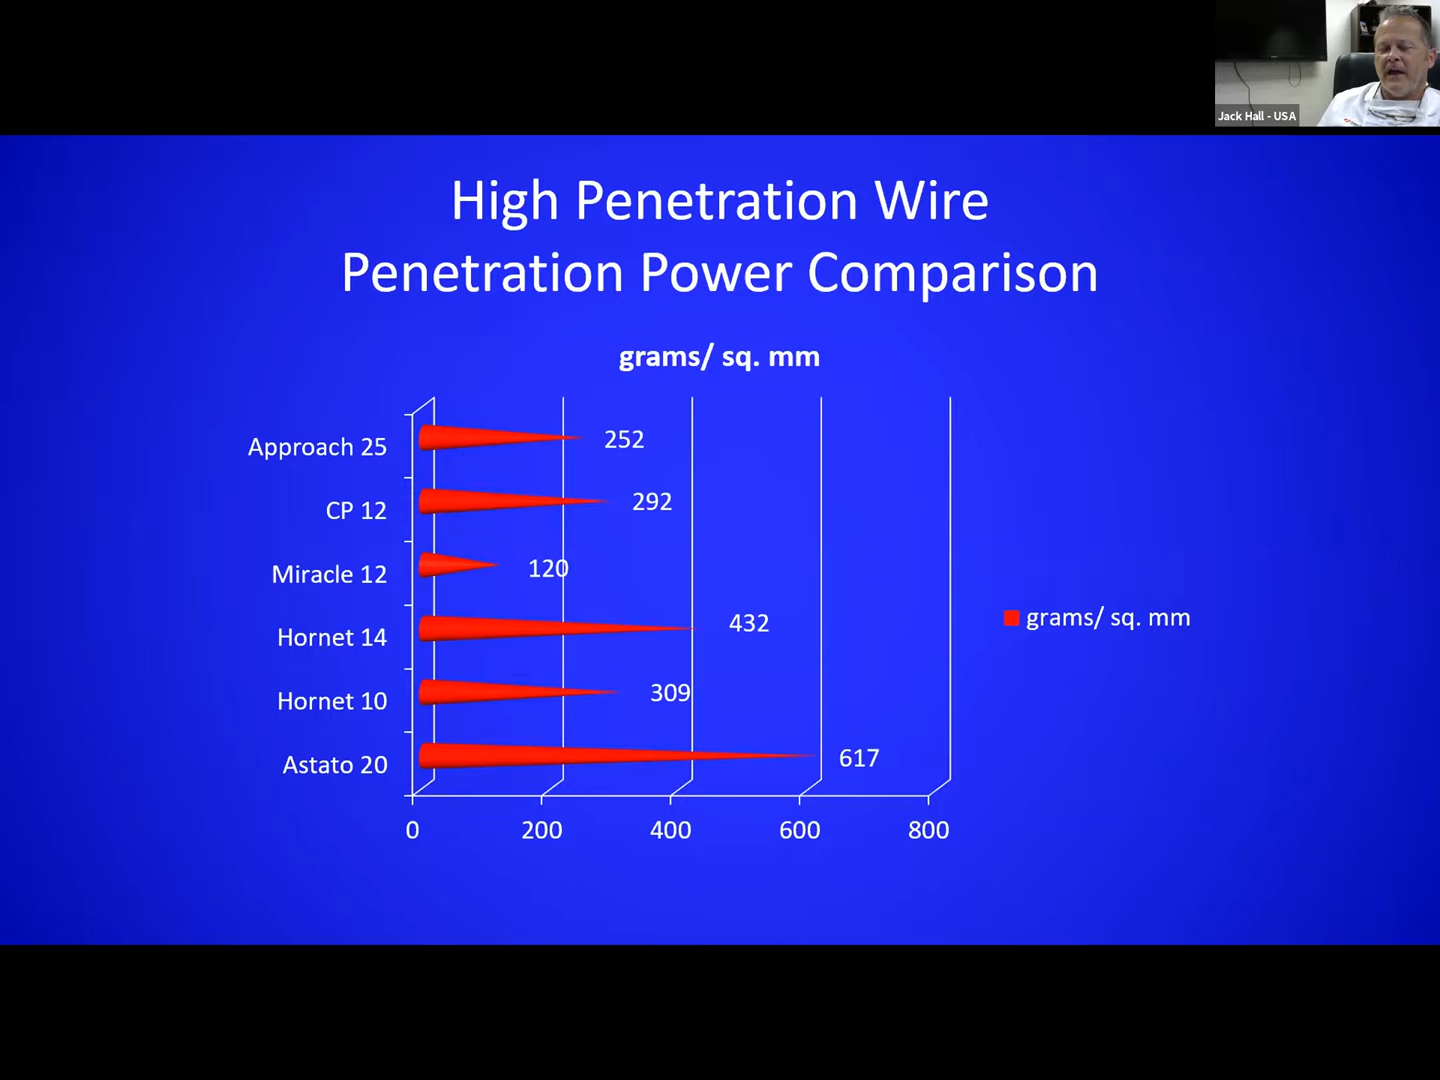 Jack Hall - USA
High Penetration Wire
Penetration Power Comparison
grams/ sq. mm
Approach 25
252
CP 12
292
Miracle 12
120
Hornet 14
432
Hornet 10
309
Astato 20
617
grams/ sq. mm
0 200 400 600 800